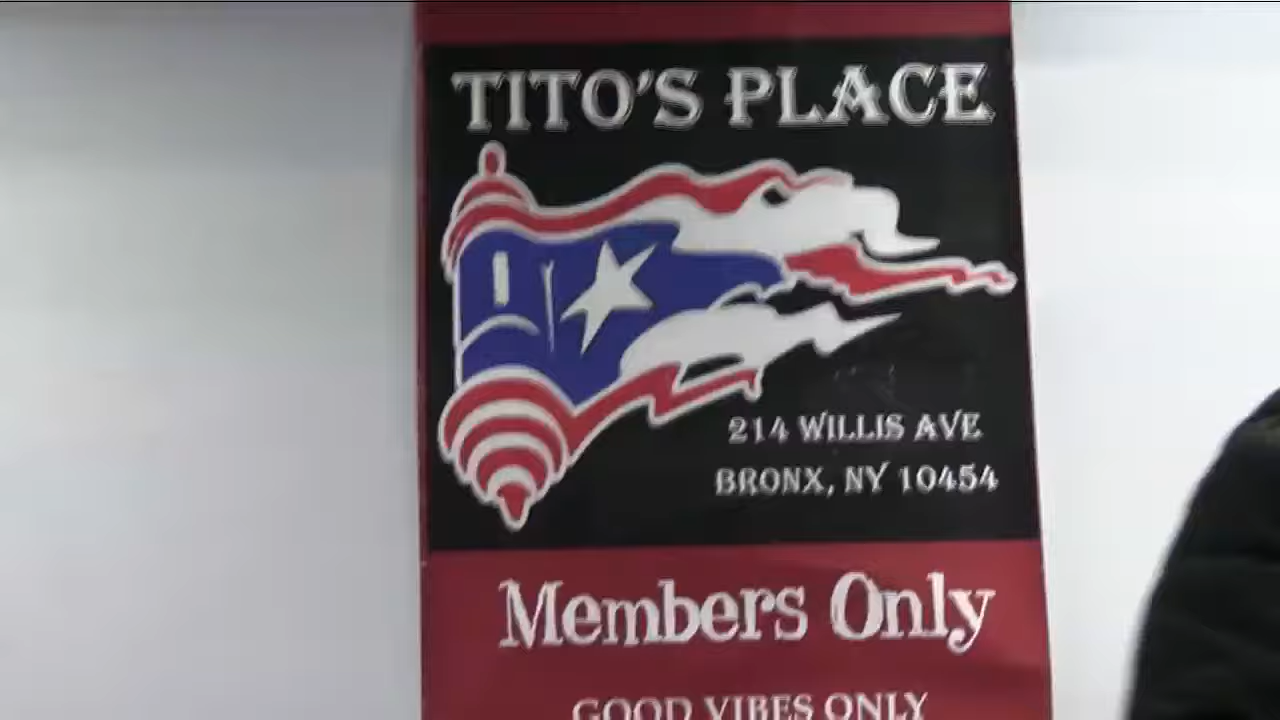 TITO'S PLACE
214 WILLIS AVE
BRONX, NY 10454
Members Only
GOOD VIBES ONLY